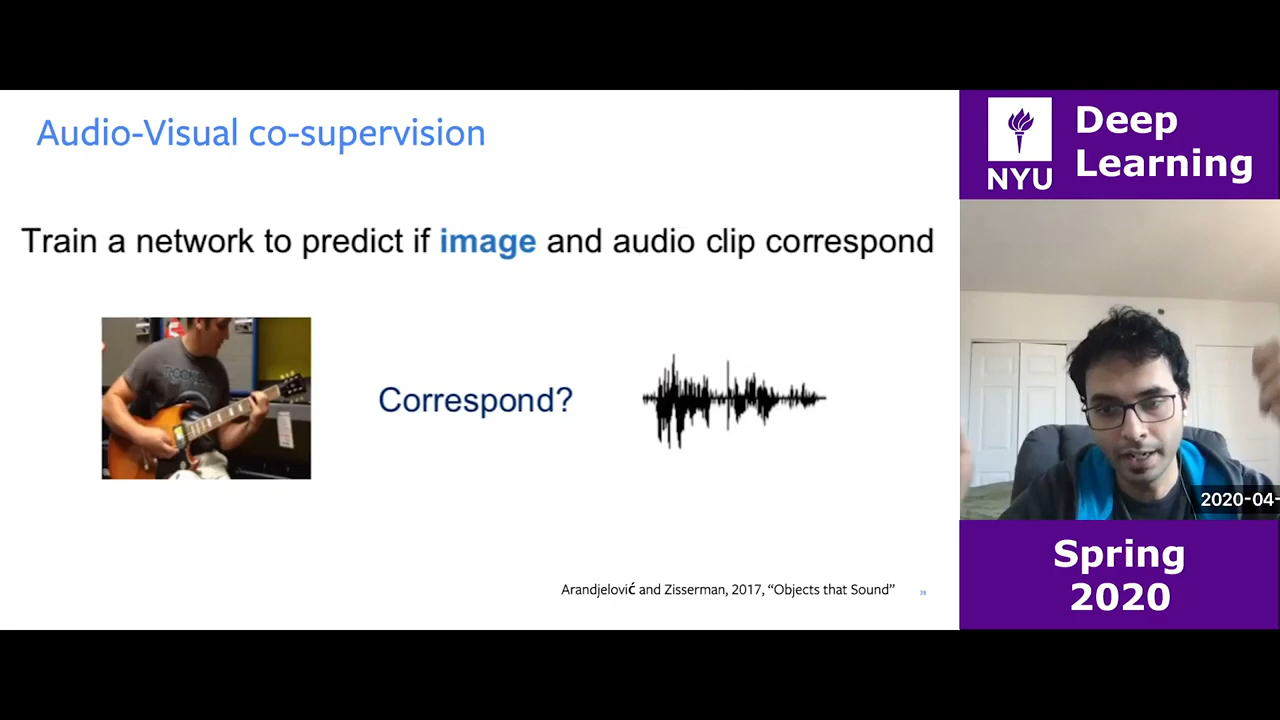 Audio-Visual co-supervision
Train a network to predict if image and audio clip correspond
Correspond?
Arandjelović and Zisserman, 2017, “Objects that Sound”
NYU
Deep
Learning
2020-04-
Spring
2020